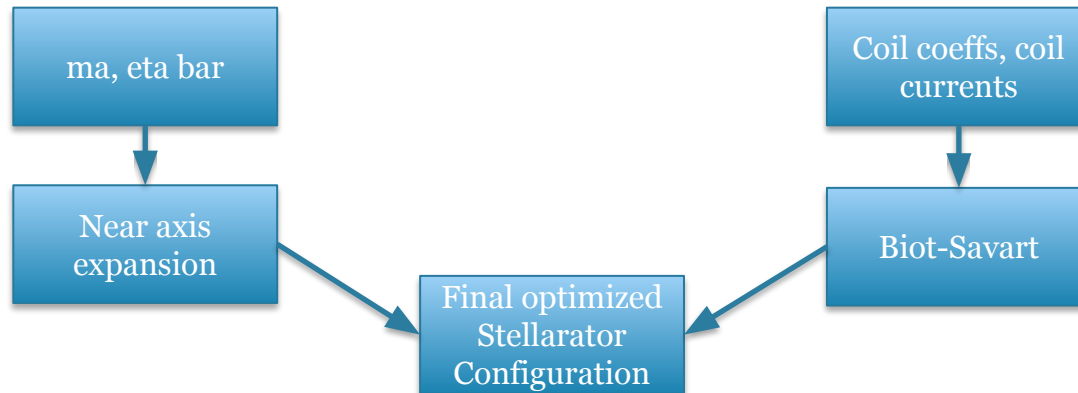 ma, eta bar
Coil coeffs, coil
currents
Near axis
expansion
Biot-Savart
Final optimized
Stellarator
Configuration